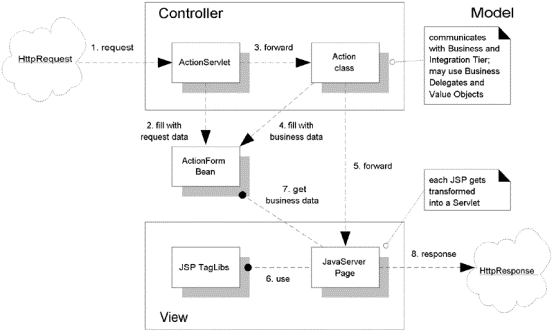 Controller
Model
communicates
with Business and
Integration Tier;
may use Business
Delegates and
Value Objects
HttpRequest
1. request
ActionServlet
3. forward
Action
class
2. fill with
request data
4. fill with
business data
ActionForm
Bean
5. forward
7. get
business data
each JSP gets
transformed
into a Servlet
JSP TagLibs
6. use
JavaServer
Page
8. response
HttpResponse
View